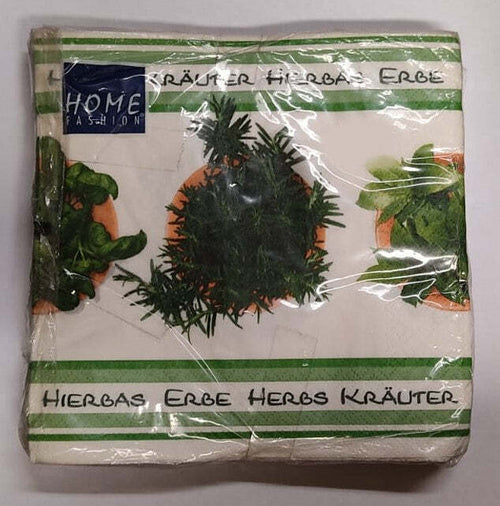 KRÄUTER HIERBAS ERBE
HOME
FASHION
HIERBAS ERBE HERBS KRÄUTER